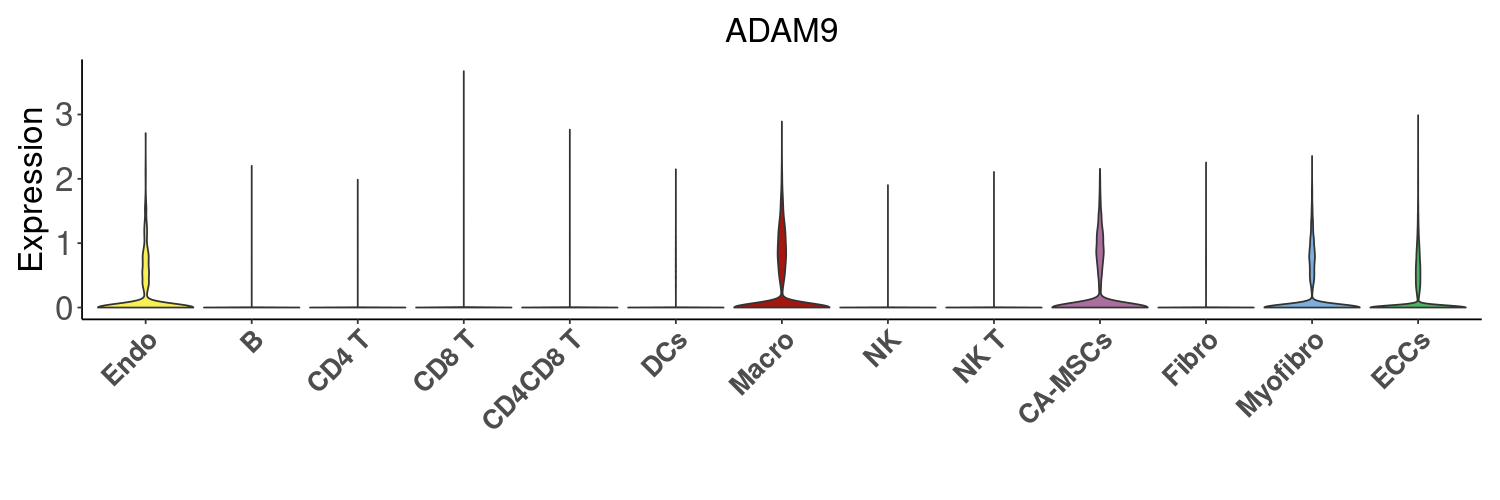 ADAM9
Expression
3
2
1
0
Endo
B
CD4 T
CD8 T
CD4CD8 T
DCs
Macro
NK
NK T
CA-MSCs
Fibro
Myofibro
ECCs